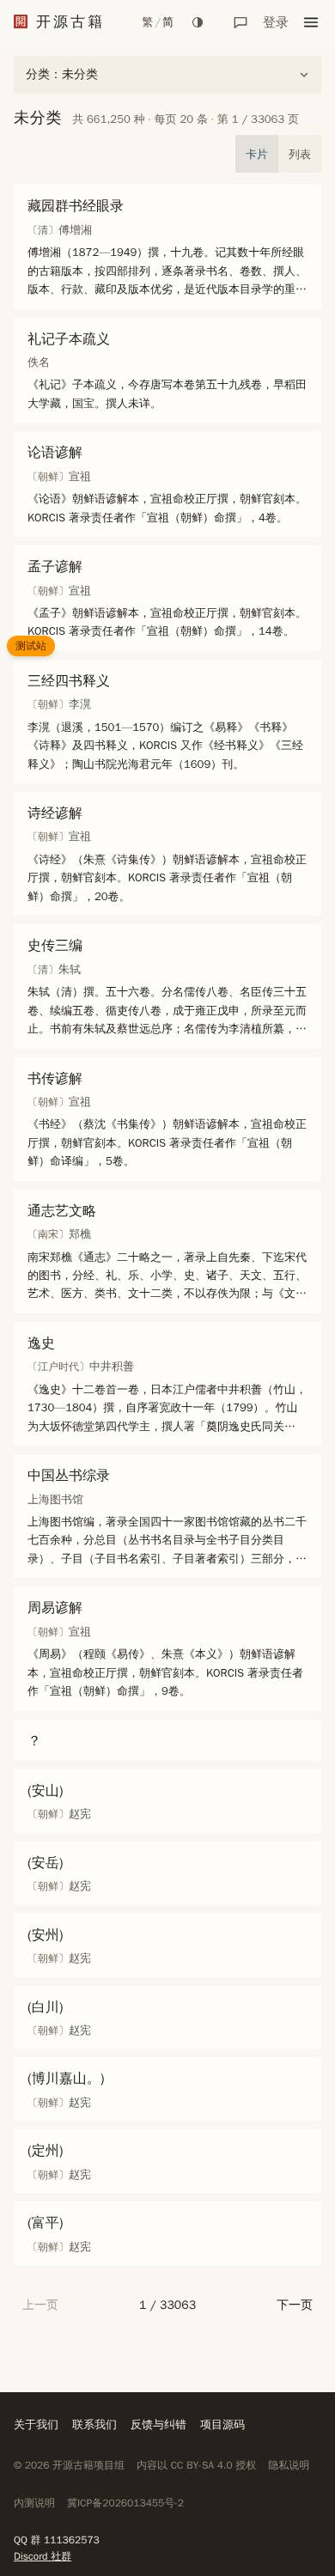 開 开源古籍 繁/简 登录
分类：未分类
未分类 共 661,250 种 · 每页 20 条 · 第 1 / 33063 页
卡片 列表
藏园群书经眼录
〔清〕傅增湘
傅增湘（1872—1949）撰，十九卷。记其数十年所经眼
的古籍版本，按四部排列，逐条著录书名、卷数、撰人、
版本、行款、藏印及版本优劣，是近代版本目录学的重…
礼记子本疏义
佚名
《礼记》子本疏义，今存唐写本卷第五十九残卷，早稻田
大学藏，国宝。撰人未详。
论语谚解
〔朝鲜〕宣祖
《论语》朝鲜语谚解本，宣祖命校正厅撰，朝鲜官刻本。
KORCIS 著录责任者作「宣祖（朝鲜）命撰」，4卷。
孟子谚解
〔朝鲜〕宣祖
《孟子》朝鲜语谚解本，宣祖命校正厅撰，朝鲜官刻本。
KORCIS 著录责任者作「宣祖（朝鲜）命撰」，14卷。
测试站
三经四书释义
〔朝鲜〕李滉
李滉（退溪，1501—1570）编订之《易释》《书释》
《诗释》及四书释义，KORCIS 又作《经书释义》《三经
释义》；陶山书院光海君元年（1609）刊。
诗经谚解
〔朝鲜〕宣祖
《诗经》（朱熹《诗集传》）朝鲜语谚解本，宣祖命校正
厅撰，朝鲜官刻本。KORCIS 著录责任者作「宣祖（朝
鲜）命撰」，20卷。
史传三编
〔清〕朱轼
朱轼（清）撰。五十六卷。分名儒传八卷、名臣传三十五
卷、续编五卷、循吏传八卷，成于雍正戊申，所录至元而
止。书前有朱轼及蔡世远总序；名儒传为李清植所纂，…
书传谚解
〔朝鲜〕宣祖
《书经》（蔡沈《书集传》）朝鲜语谚解本，宣祖命校正
厅撰，朝鲜官刻本。KORCIS 著录责任者作「宣祖（朝
鲜）命译编」，5卷。
通志艺文略
〔南宋〕郑樵
南宋郑樵《通志》二十略之一，著录上自先秦、下迄宋代
的图书，分经、礼、乐、小学、史、诸子、天文、五行、
艺术、医方、类书、文十二类，不以存佚为限；与《文…
逸史
〔江户时代〕中井积善
《逸史》十二卷首一卷，日本江户儒者中井积善（竹山，
1730—1804）撰，自序署宽政十一年（1799）。竹山
为大坂怀德堂第四代学主，撰人署「奠阴逸史氏同关…
中国丛书综录
上海图书馆
上海图书馆编，著录全国四十一家图书馆馆藏的丛书二千
七百余种，分总目（丛书书名目录与全书子目分类目
录）、子目（子目书名索引、子目著者索引）三部分，…
周易谚解
〔朝鲜〕宣祖
《周易》（程颐《易传》、朱熹《本义》）朝鲜语谚解
本，宣祖命校正厅撰，朝鲜官刻本。KORCIS 著录责任者
作「宣祖（朝鲜）命撰」，9卷。
？
(安山)
〔朝鲜〕赵宪
(安岳)
〔朝鲜〕赵宪
(安州)
〔朝鲜〕赵宪
(白川)
〔朝鲜〕赵宪
(博川嘉山。)
〔朝鲜〕赵宪
(定州)
〔朝鲜〕赵宪
(富平)
〔朝鲜〕赵宪
上一页 1 / 33063 下一页
关于我们 联系我们 反馈与纠错 项目源码
© 2026 开源古籍项目组 内容以 CC BY-SA 4.0 授权 隐私说明
内测说明 冀ICP备2026013455号-2
QQ 群 111362573
Discord 社群